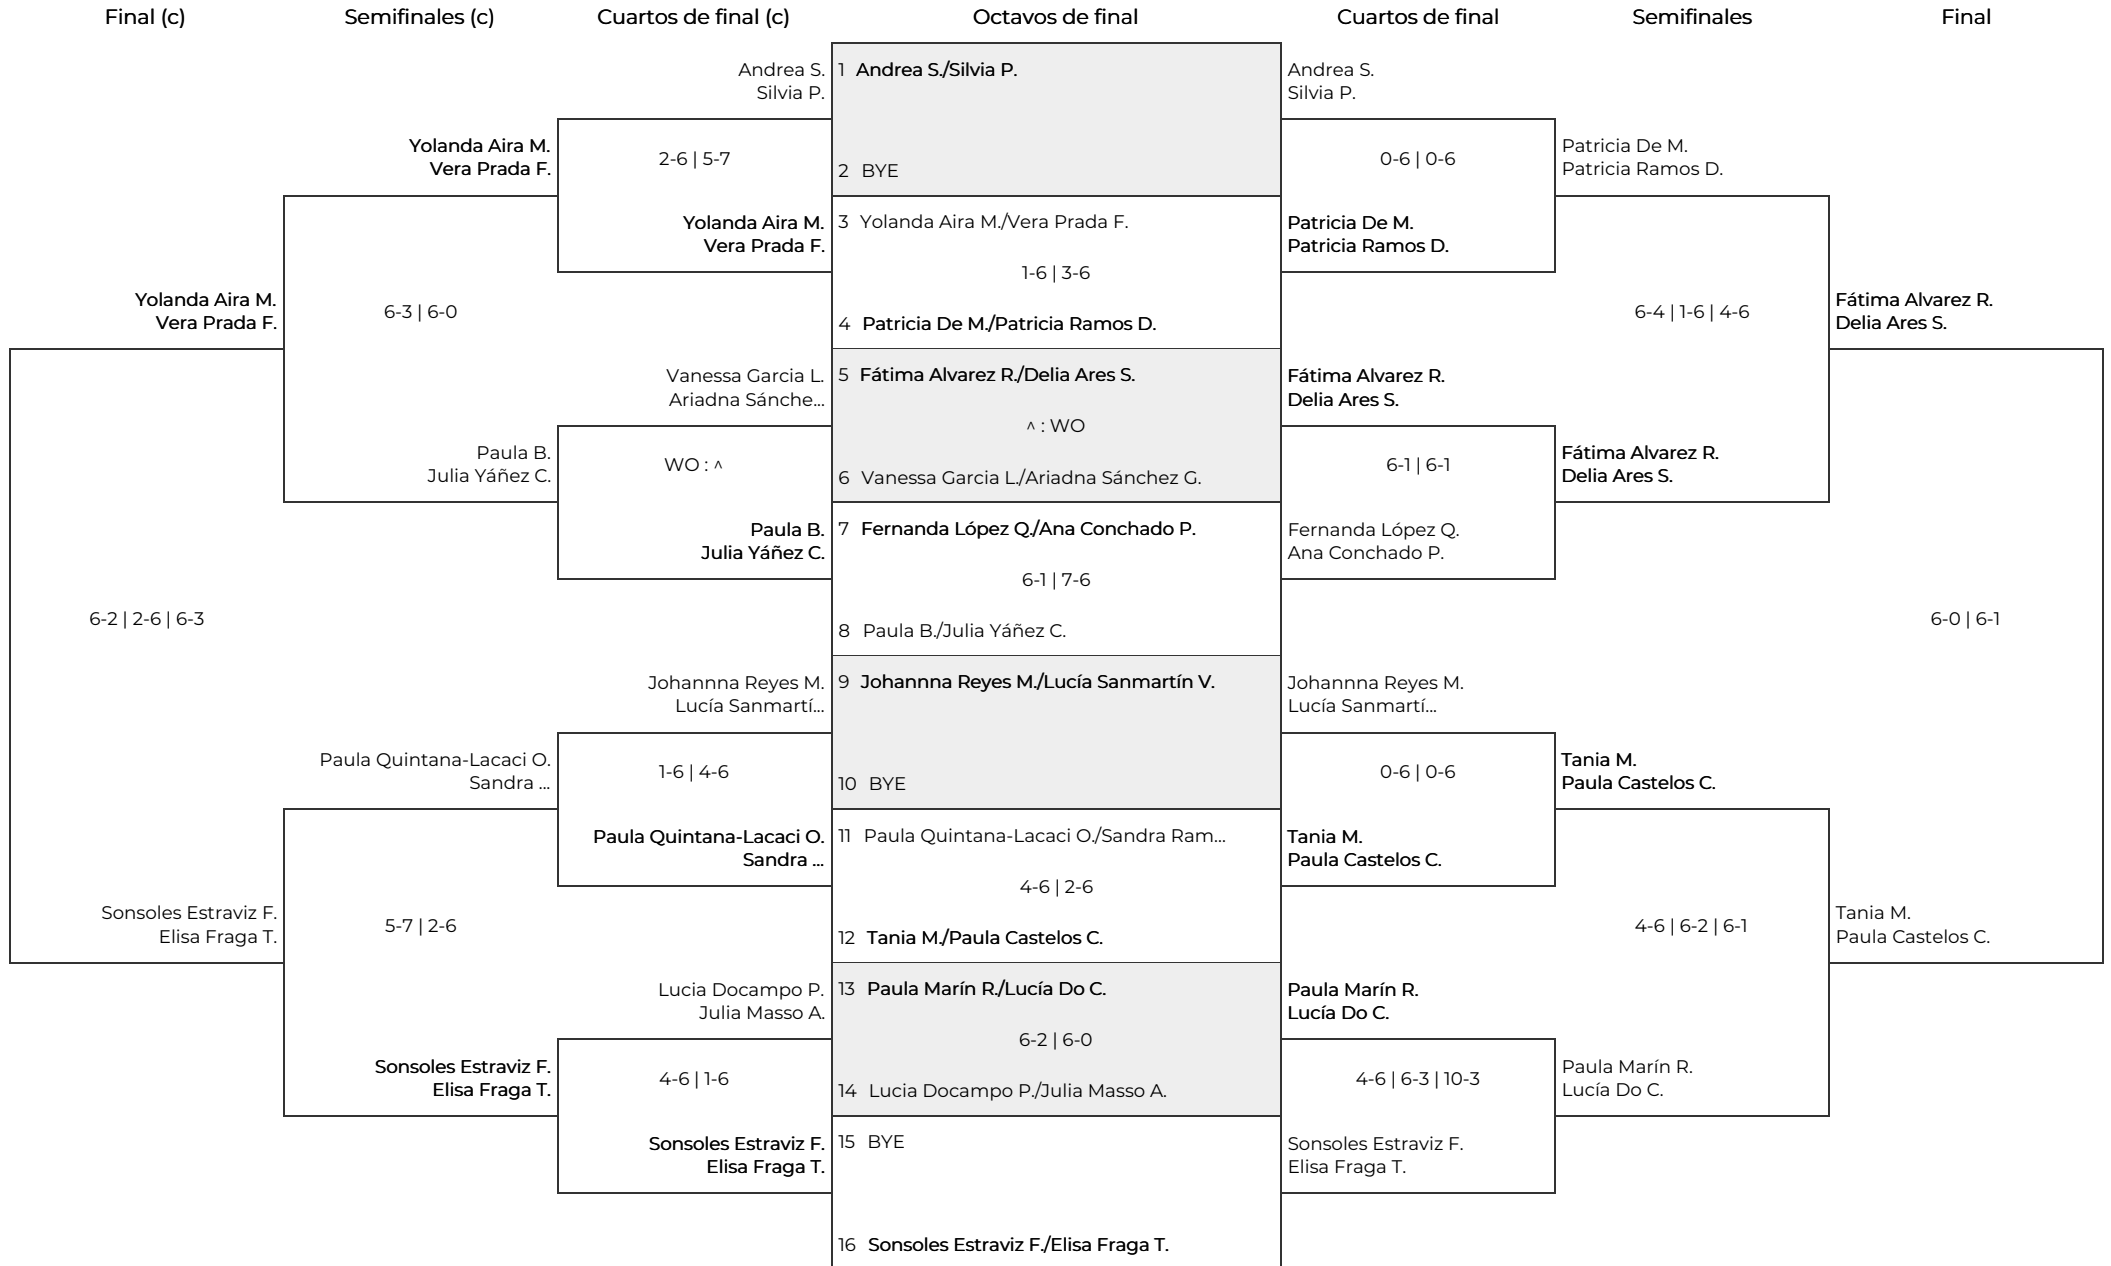 Final (c)
Semifinales (c)
Cuartos de final (c)
Octavos de final
Cuartos de final
Semifinales
Final
Yolanda Aira M.
Vera Prada F.
6-2 | 2-6 | 6-3
Sonsoles Estraviz F.
Elisa Fraga T.
Yolanda Aira M.
Vera Prada F.
6-3 | 6-0
Paula B.
Julia Yáñez C.
Paula Quintana-Lacaci O.
Sandra ...
5-7 | 2-6
Sonsoles Estraviz F.
Elisa Fraga T.
Andrea S.
Silvia P.
2-6 | 5-7
Yolanda Aira M.
Vera Prada F.
Vanessa Garcia L.
Ariadna Sánche...
WO : ^
Paula B.
Julia Yáñez C.
Johannna Reyes M.
Lucía Sanmartí...
1-6 | 4-6
Paula Quintana-Lacaci O.
Sandra ...
Lucia Docampo P.
Julia Masso A.
4-6 | 1-6
Sonsoles Estraviz F.
Elisa Fraga T.
1 Andrea S./Silvia P.
2 BYE
3 Yolanda Aira M./Vera Prada F.
1-6 | 3-6
4 Patricia De M./Patricia Ramos D.
5 Fátima Alvarez R./Delia Ares S.
^ : WO
6 Vanessa Garcia L./Ariadna Sánchez G.
7 Fernanda López Q./Ana Conchado P.
6-1 | 7-6
8 Paula B./Julia Yáñez C.
9 Johannna Reyes M./Lucía Sanmartín V.
10 BYE
11 Paula Quintana-Lacaci O./Sandra Ram...
4-6 | 2-6
12 Tania M./Paula Castelos C.
13 Paula Marín R./Lucía Do C.
6-2 | 6-0
14 Lucia Docampo P./Julia Masso A.
15 BYE
16 Sonsoles Estraviz F./Elisa Fraga T.
Andrea S.
Silvia P.
0-6 | 0-6
Patricia De M.
Patricia Ramos D.
Fátima Alvarez R.
Delia Ares S.
6-1 | 6-1
Fernanda López Q.
Ana Conchado P.
Johannna Reyes M.
Lucía Sanmartí...
0-6 | 0-6
Tania M.
Paula Castelos C.
Paula Marín R.
Lucía Do C.
4-6 | 6-3 | 10-3
Sonsoles Estraviz F.
Elisa Fraga T.
Patricia De M.
Patricia Ramos D.
6-4 | 1-6 | 4-6
Fátima Alvarez R.
Delia Ares S.
Tania M.
Paula Castelos C.
4-6 | 6-2 | 6-1
Paula Marín R.
Lucía Do C.
Fátima Alvarez R.
Delia Ares S.
6-0 | 6-1
Tania M.
Paula Castelos C.